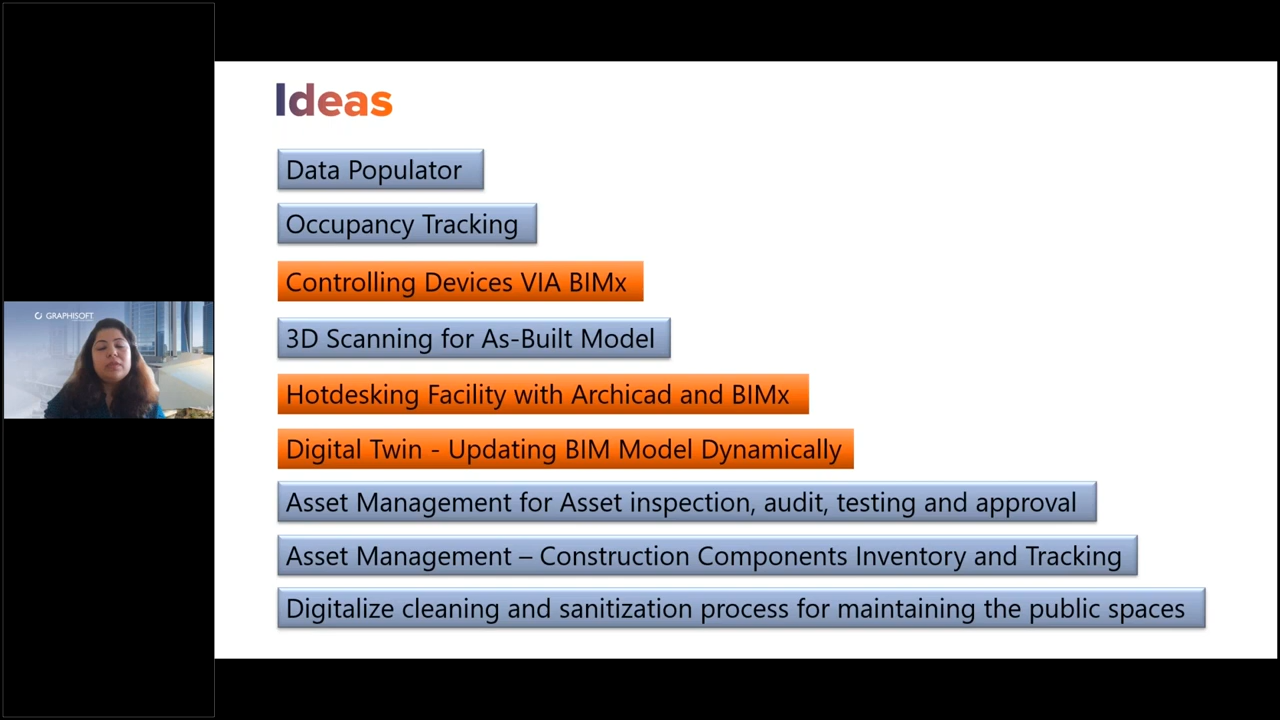 Ideas
Data Populator
Occupancy Tracking
Controlling Devices VIA BIMx
3D Scanning for As-Built Model
Hotdesking Facility with Archicad and BIMx
Digital Twin - Updating BIM Model Dynamically
Asset Management for Asset inspection, audit, testing and approval
Asset Management – Construction Components Inventory and Tracking
Digitalize cleaning and sanitization process for maintaining the public spaces
GRAPHISOFT